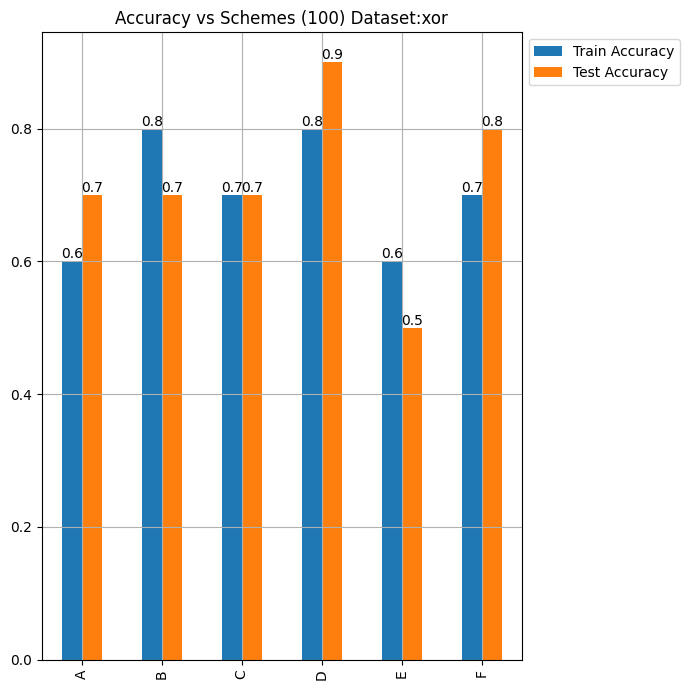 Accuracy vs Schemes (100) Dataset:xor
Train Accuracy
Test Accuracy
0.9
0.8 0.8 0.8
0.8
0.7 0.7 0.7 0.7 0.7
0.6 0.6
0.6
0.5
0.4
0.2
0.0
A B C D E F